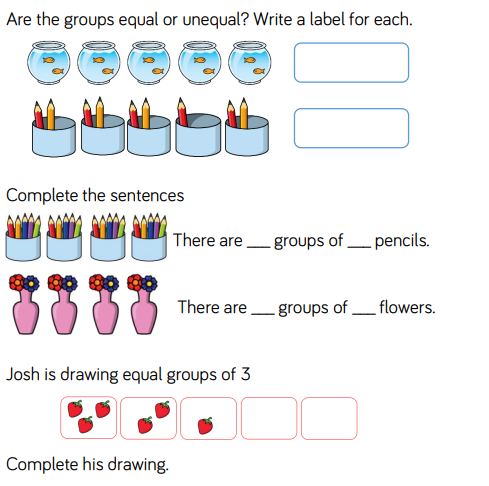 Are the groups equal or unequal? Write a label for each.
Complete the sentences
There are ___ groups of ___ pencils.
There are ___ groups of ___ flowers.
Josh is drawing equal groups of 3
Complete his drawing.